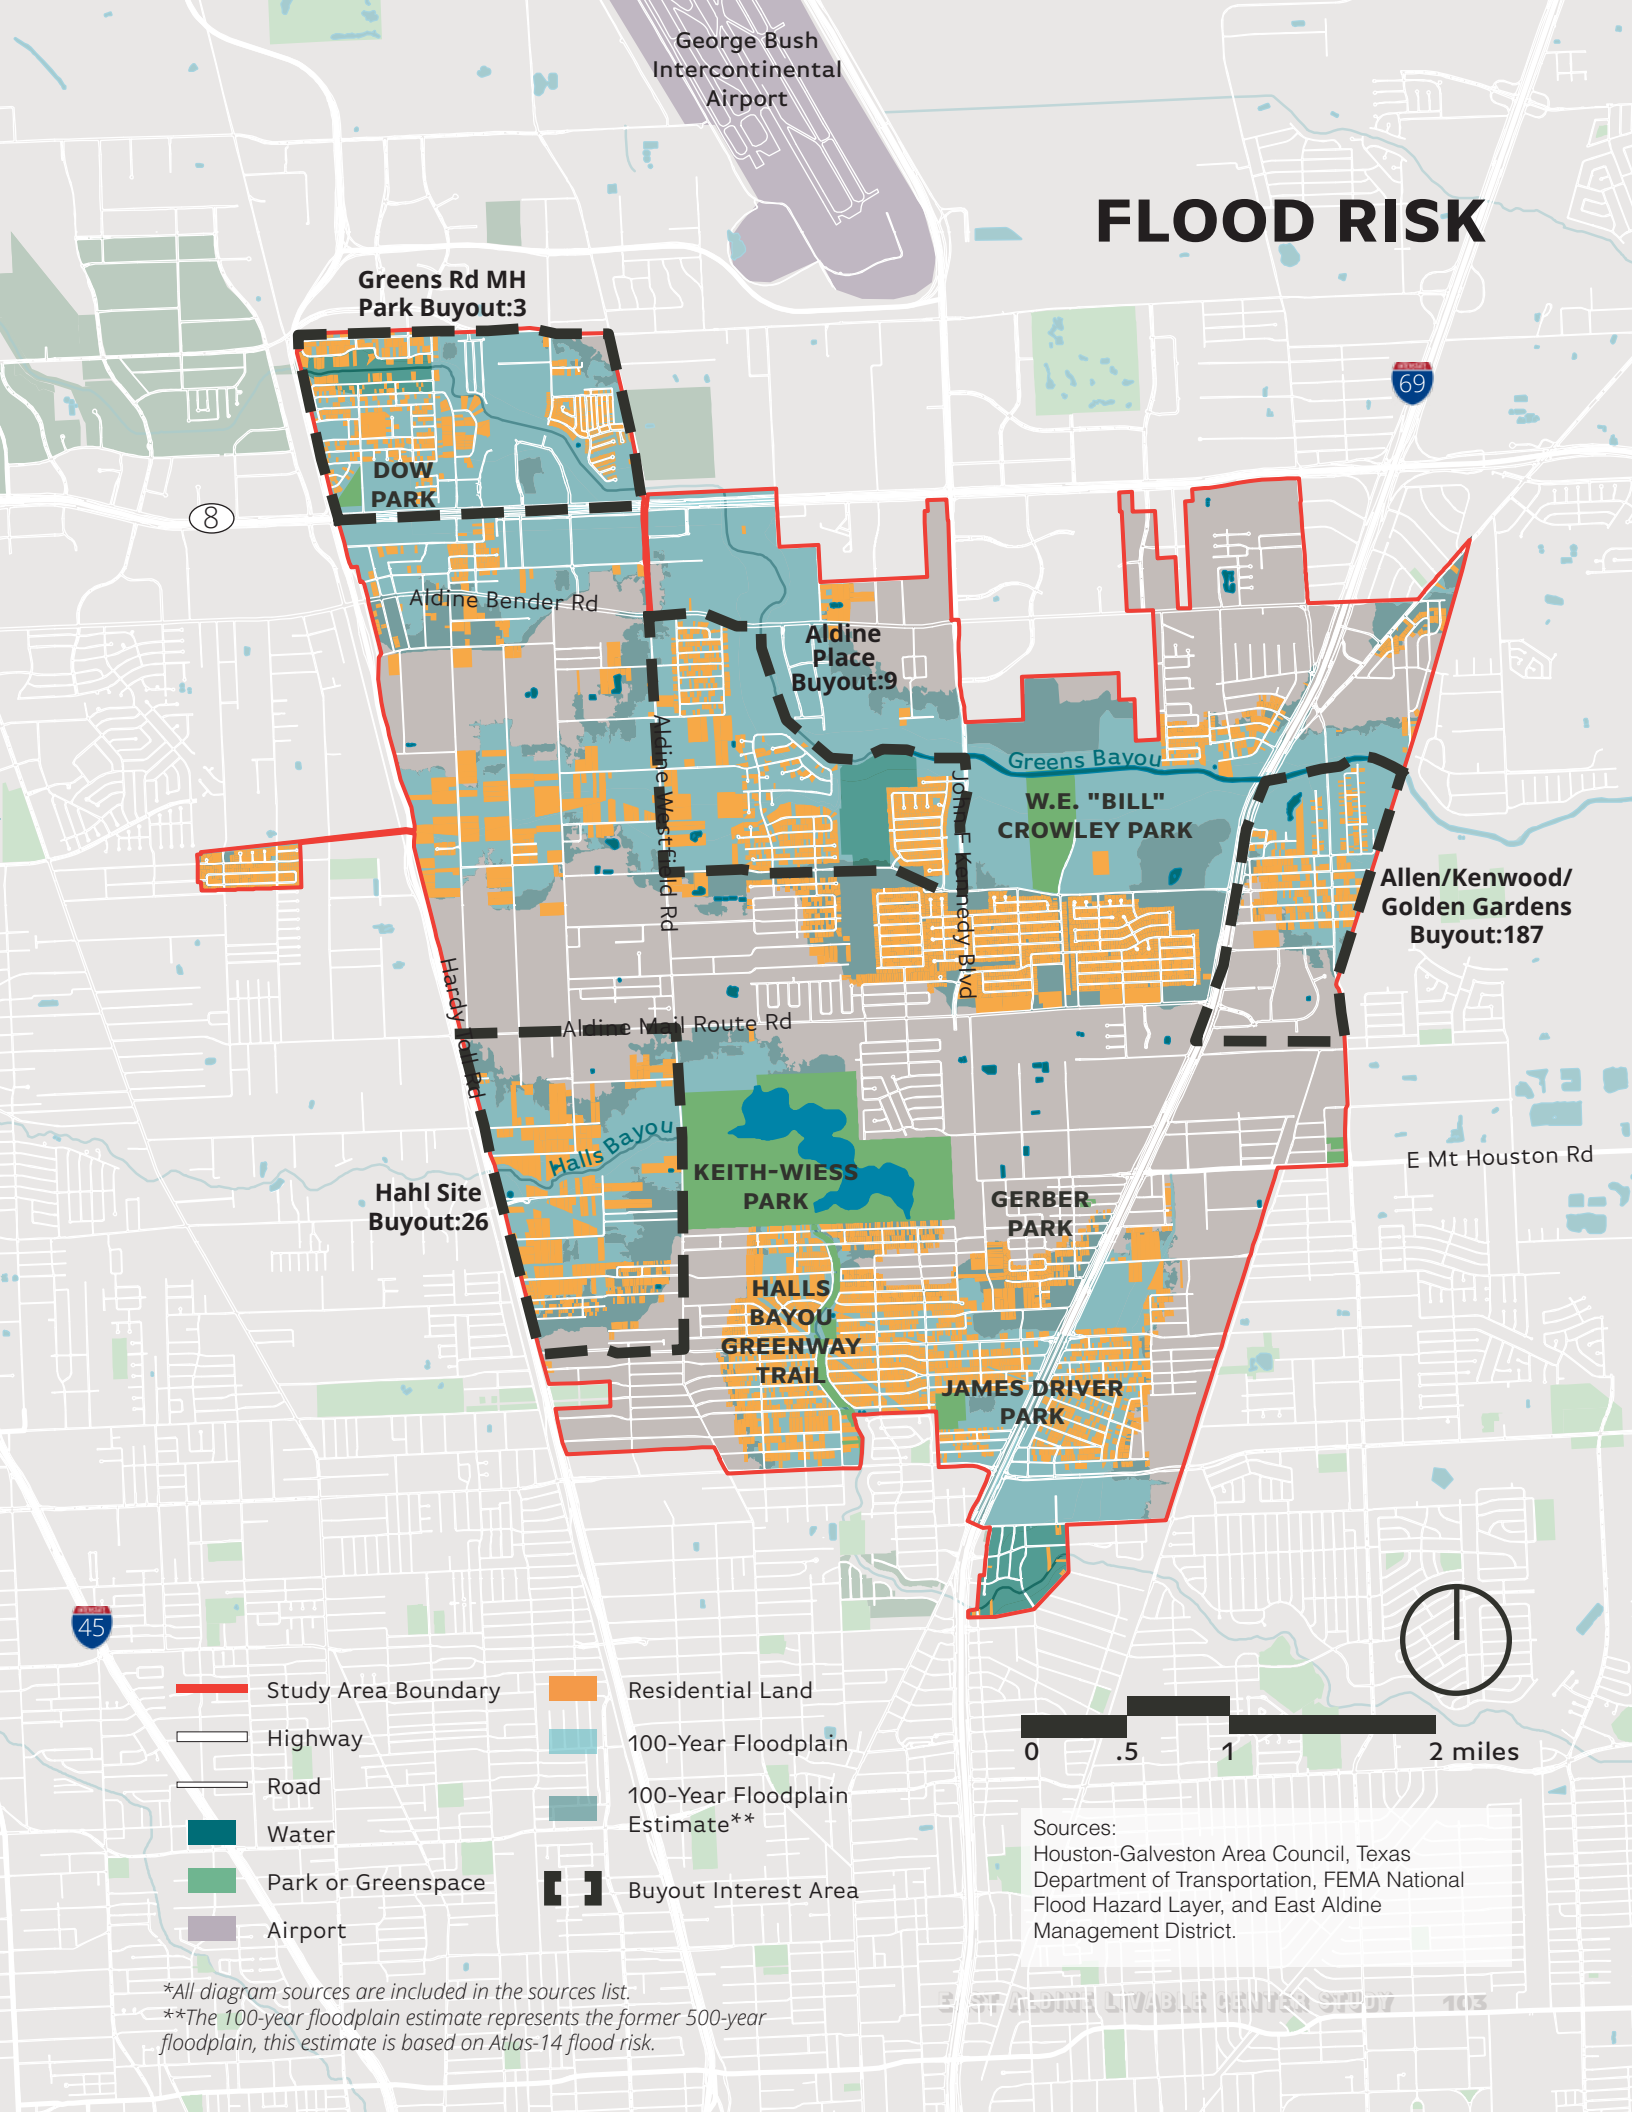 George Bush
Intercontinental
Airport
FLOOD RISK
Greens Rd MH
Park Buyout:3
69
DOW
PARK
8
Aldine Bender Rd
Aldine
Place
Buyout:9
Aldine Westfield Rd
Greens Bayou
John F Kennedy Blvd
W.E. "BILL"
CROWLEY PARK
Allen/Kenwood/
Golden Gardens
Buyout:187
Hardy Toll Rd
Aldine Mail Route Rd
Halls Bayou
E Mt Houston Rd
KEITH-WIESS
PARK
Hahl Site
Buyout:26
GERBER
PARK
HALLS
BAYOU
GREENWAY
TRAIL
JAMES DRIVER
PARK
45
Study Area Boundary
Highway
Road
Water
Park or Greenspace
Airport
Residential Land
100-Year Floodplain
100-Year Floodplain
Estimate**
Buyout Interest Area
0 .5 1 2 miles
Sources:
Houston-Galveston Area Council, Texas
Department of Transportation, FEMA National
Flood Hazard Layer, and East Aldine
Management District.
*All diagram sources are included in the sources list.
**The 100-year floodplain estimate represents the former 500-year
floodplain, this estimate is based on Atlas-14 flood risk.
EAST ALDINE LIVABLE CENTER STUDY 103